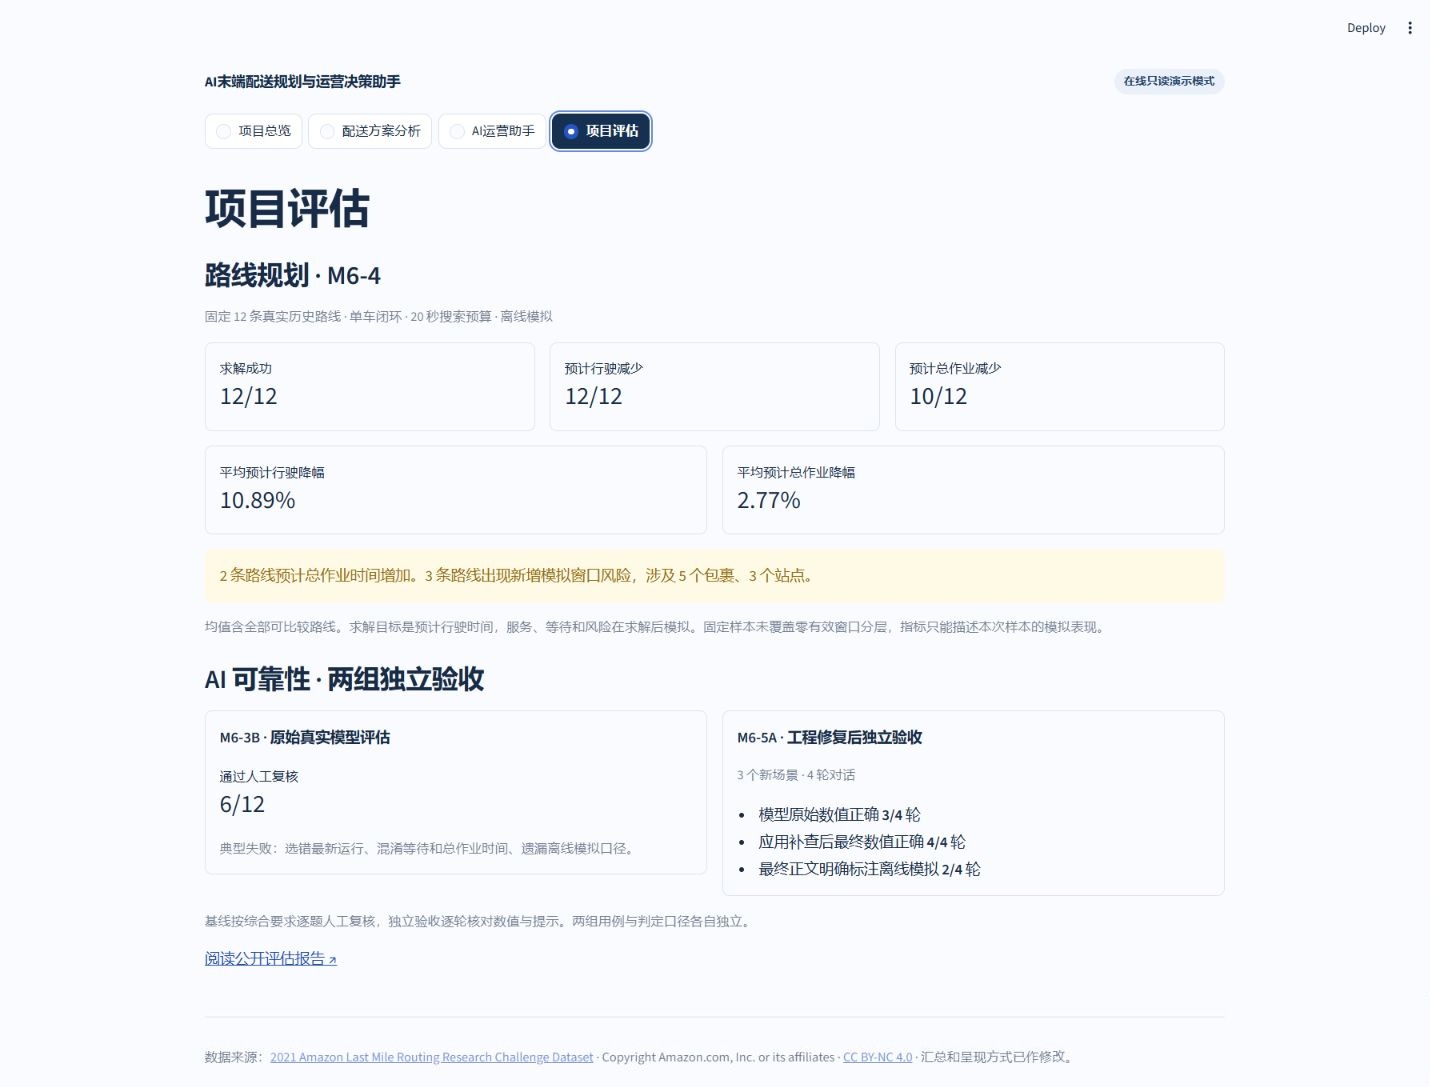 Deploy
AI末端配送规划与运营决策助手
在线只读演示模式
项目总览
配送方案分析
AI运营助手
项目评估
项目评估
路线规划 · M6-4
固定 12 条真实历史路线 · 单车闭环 · 20 秒搜索预算 · 离线模拟
求解成功
12/12
预计行驶减少
12/12
预计总作业减少
10/12
平均预计行驶降幅
10.89%
平均预计总作业降幅
2.77%
2 条路线预计总作业时间增加。3 条路线出现新增模拟窗口风险，涉及 5 个包裹、3 个站点。
均值含全部可比较路线。求解目标是预计行驶时间，服务、等待和风险在求解后模拟。固定样本未覆盖零有效窗口分层，指标只能描述本次样本的模拟表现。
AI 可靠性 · 两组独立验收
M6-3B · 原始真实模型评估
通过人工复核
6/12
典型失败：选错最新运行、混淆等待和总作业时间、遗漏离线模拟口径。
M6-5A · 工程修复后独立验收
3 个新场景 · 4 轮对话
• 模型原始数值正确 3/4 轮
• 应用补查后最终数值正确 4/4 轮
• 最终正文明确标注离线模拟 2/4 轮
基线按综合要求逐题人工复核，独立验收逐轮核对数值与提示。两组用例与判定口径各自独立。
阅读公开评估报告 ↗
数据来源：2021 Amazon Last Mile Routing Research Challenge Dataset · Copyright Amazon.com, Inc. or its affiliates · CC BY-NC 4.0 · 汇总和呈现方式已作修改。